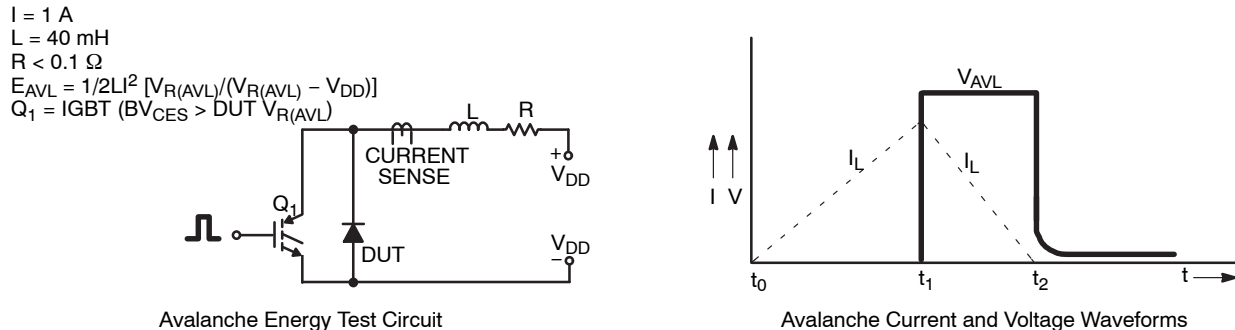 I = 1 A
L = 40 mH
R < 0.1 Ω
E_AVL = 1/2LI² [V_R(AVL)/(V_R(AVL) − V_DD)]
Q₁ = IGBT (BV_CES > DUT V_R(AVL)
L
R
CURRENT
SENSE
+
V_DD
Q₁
DUT
V_DD
−
Avalanche Energy Test Circuit
V_AVL
I_L
I_L
I V
t₀
t₁
t₂
t
Avalanche Current and Voltage Waveforms